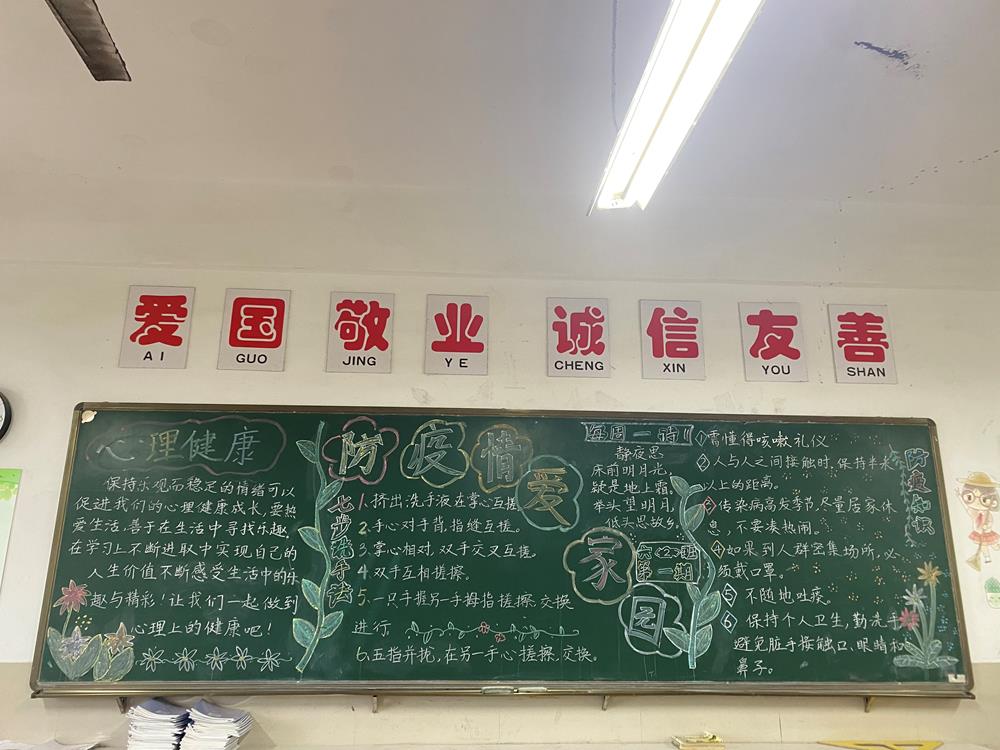 爱 国 敬 业 诚 信 友 善
AI GUO JING YE CHENG XIN YOU SHAN
心理健康
保持乐观而稳定的情绪可以
促进我们的心理健康成长,要热
爱生活,善于在生活中寻找乐趣,
在学习上不断进取中实现自己的
人生价值不断感受生活中的乐
趣与精彩!让我们一起做到
心理上的健康吧!
防疫情
爱
家
园
七步洗手法
1.挤出洗手液在掌心互搓
2.手心对手背,指缝互搓。
3.掌心相对,双手交叉互搓。
4.双手互相搓擦。
5.一只手握另一手拇指搓擦,交换
进行
6.五指并拢,在另一手心搓擦,交换。
六<2>班
第一期
每周一诗
静夜思
床前明月光,
疑是地上霜。
举头望明月,
低头思故乡。
防疫知识
①需懂得咳嗽礼仪
②人与人之间接触时,保持半米
以上的距离。
③传染病高发季节,尽量居家休
息,不要凑热闹。
④如果到人群密集场所,必
须戴口罩。
⑤不随地吐痰。
⑥保持个人卫生,勤洗手
避免脏手接触口、眼睛和
鼻子。